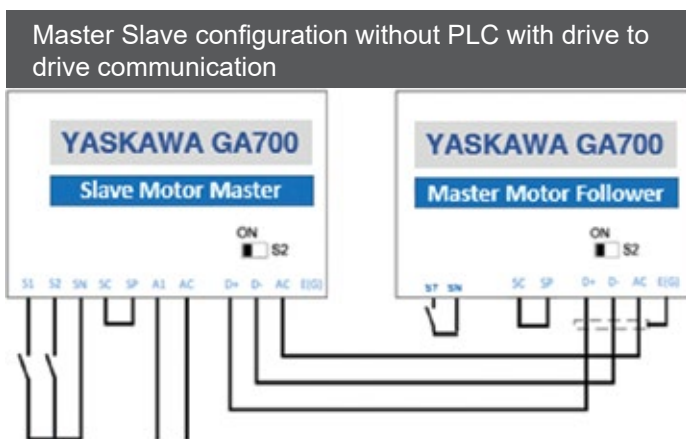 Master Slave configuration without PLC with drive to
drive communication
YASKAWA GA700
Slave Motor Master
ON
S2
S1 S2 SN SC SP A1 AC D+ D- AC E(G)
YASKAWA GA700
Master Motor Follower
ON
S2
S7 SN SC SP D+ D- AC E(G)